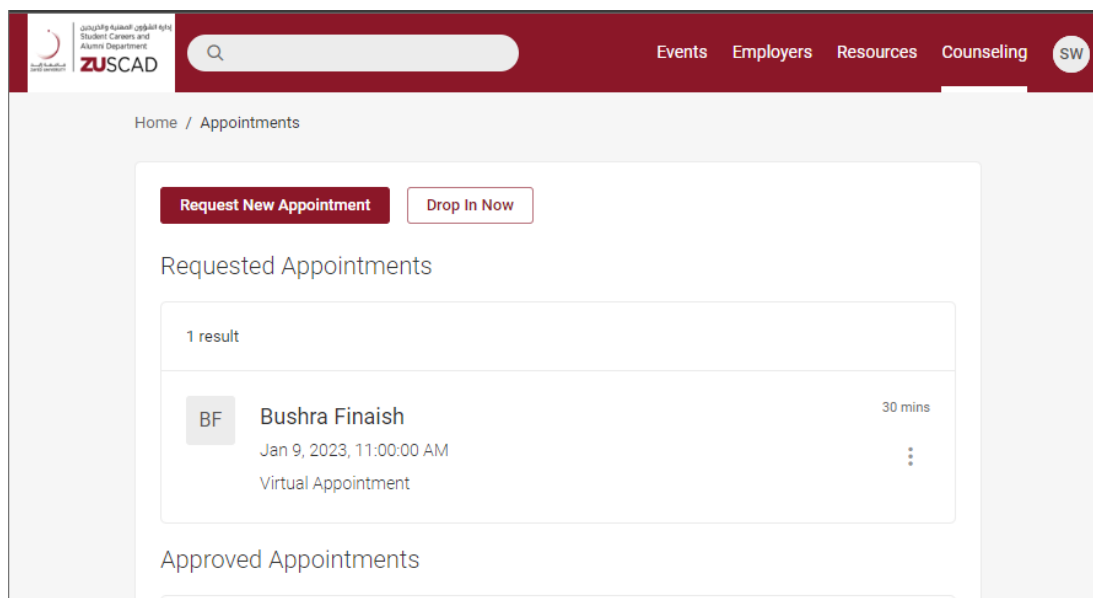 إدارة الشؤون المهنية والخريجين
Student Careers and
Alumni Department
ZUSCAD
ZAYED UNIVERSITY
Events Employers Resources Counseling SW
Home / Appointments
Request New Appointment Drop In Now
Requested Appointments
1 result
BF Bushra Finaish 30 mins
Jan 9, 2023, 11:00:00 AM
Virtual Appointment
Approved Appointments